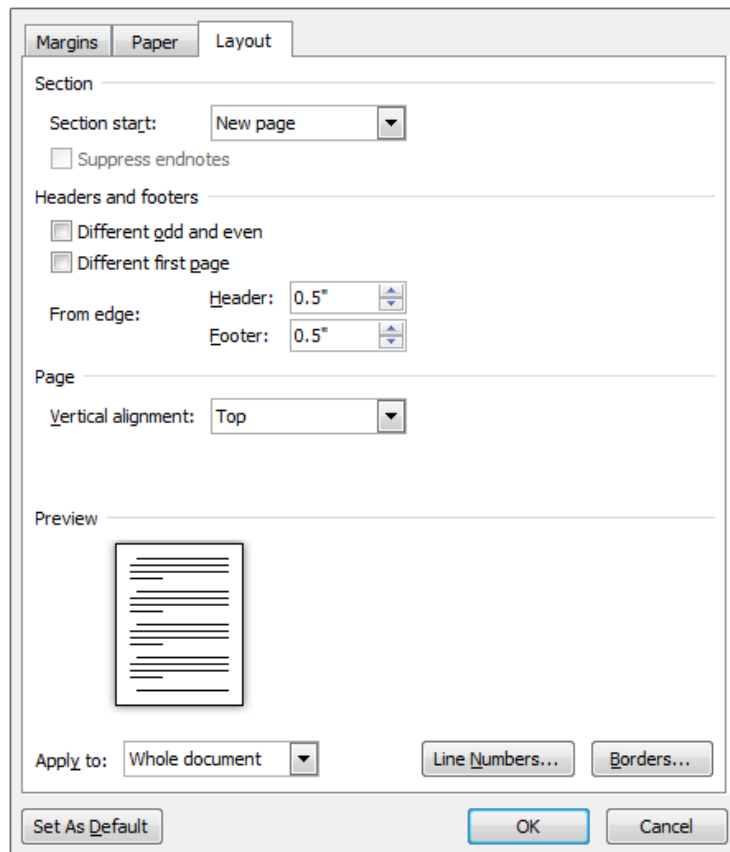 Margins Paper Layout
Section
Section start: New page
Suppress endnotes
Headers and footers
Different odd and even
Different first page
From edge:
Header: 0.5"
Footer: 0.5"
Page
Vertical alignment: Top
Preview
Apply to: Whole document Line Numbers... Borders...
Set As Default OK Cancel